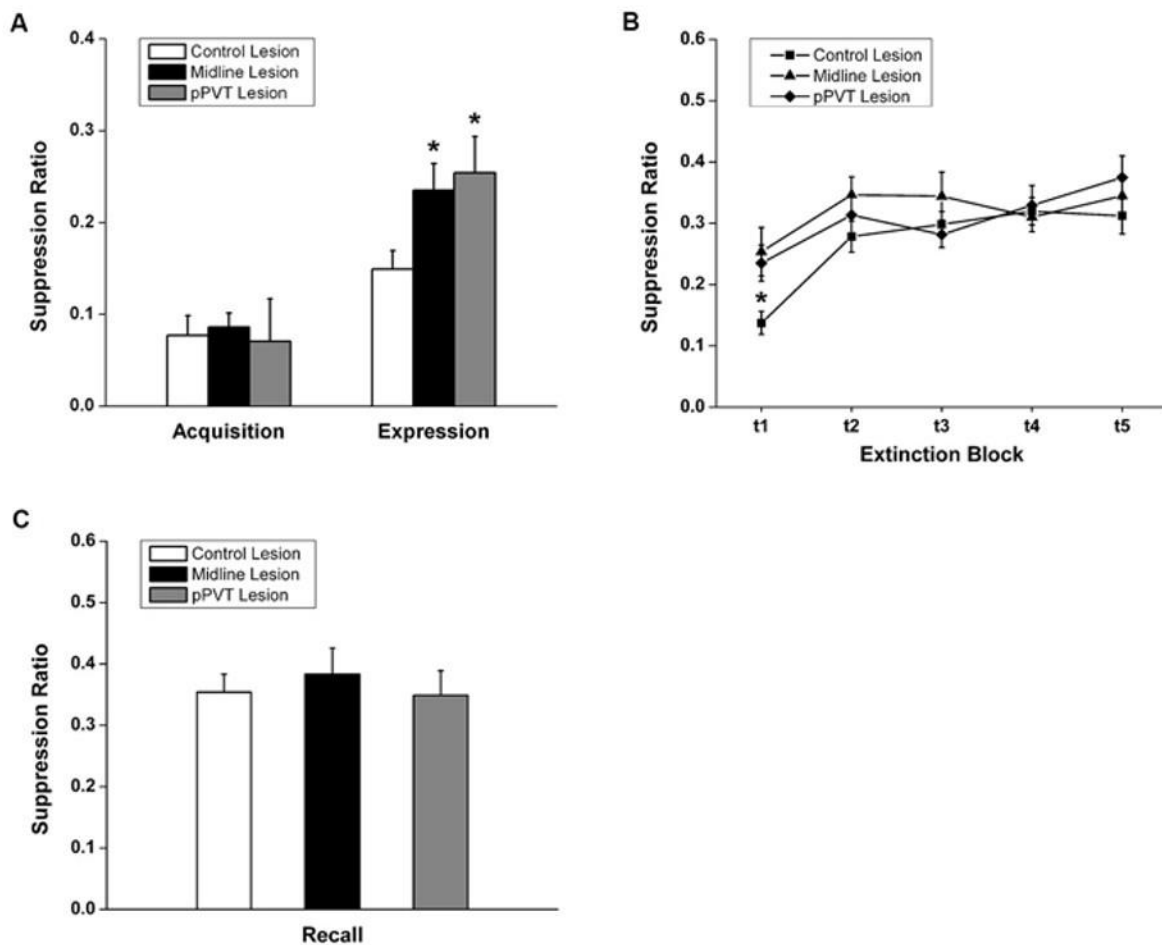 A
0.4
0.3
0.2
0.1
0.0
Suppression Ratio
Control Lesion
Midline Lesion
pPVT Lesion
*
*
Acquisition
Expression
B
0.6
0.5
0.4
0.3
0.2
0.1
0.0
Suppression Ratio
Control Lesion
Midline Lesion
pPVT Lesion
*
t1 t2 t3 t4 t5
Extinction Block
C
0.6
0.5
0.4
0.3
0.2
0.1
0.0
Suppression Ratio
Control Lesion
Midline Lesion
pPVT Lesion
Recall